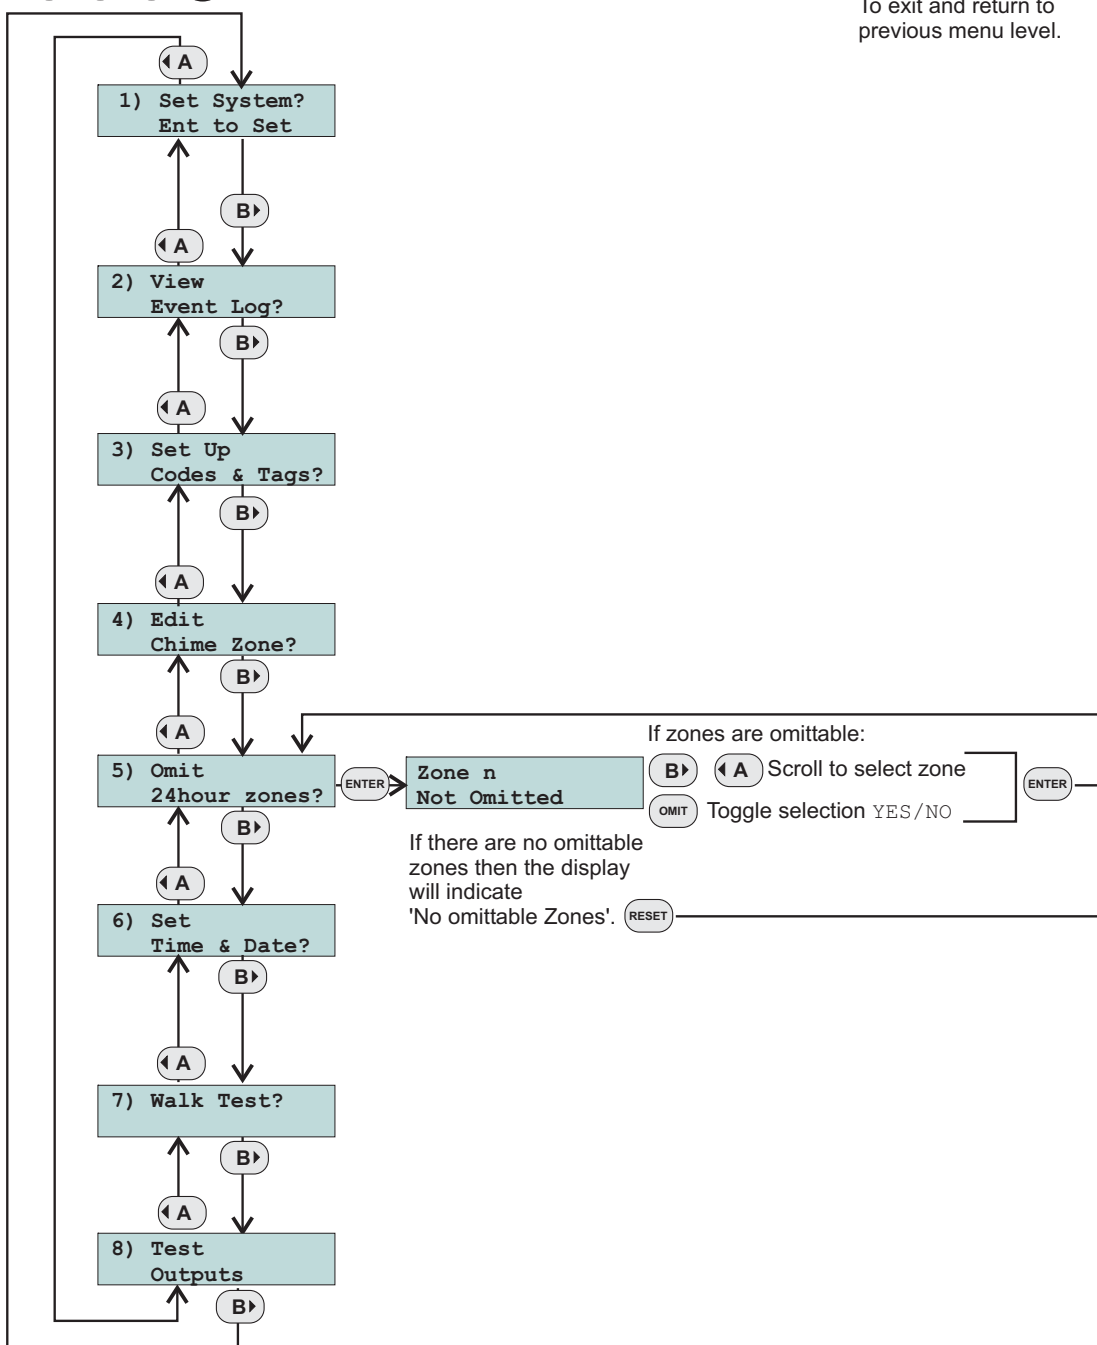 To exit and return to
previous menu level.
◀ A
1) Set System?
Ent to Set
B▶
◀ A
2) View
Event Log?
B▶
◀ A
3) Set Up
Codes & Tags?
B▶
◀ A
4) Edit
Chime Zone?
B▶
◀ A
5) Omit
24hour zones?
ENTER
Zone n
Not Omitted
If zones are omittable:
B▶ ◀ A Scroll to select zone
OMIT Toggle selection YES/NO
ENTER
If there are no omittable
zones then the display
will indicate
'No omittable Zones'. RESET
B▶
◀ A
6) Set
Time & Date?
B▶
◀ A
7) Walk Test?
B▶
◀ A
8) Test
Outputs
B▶